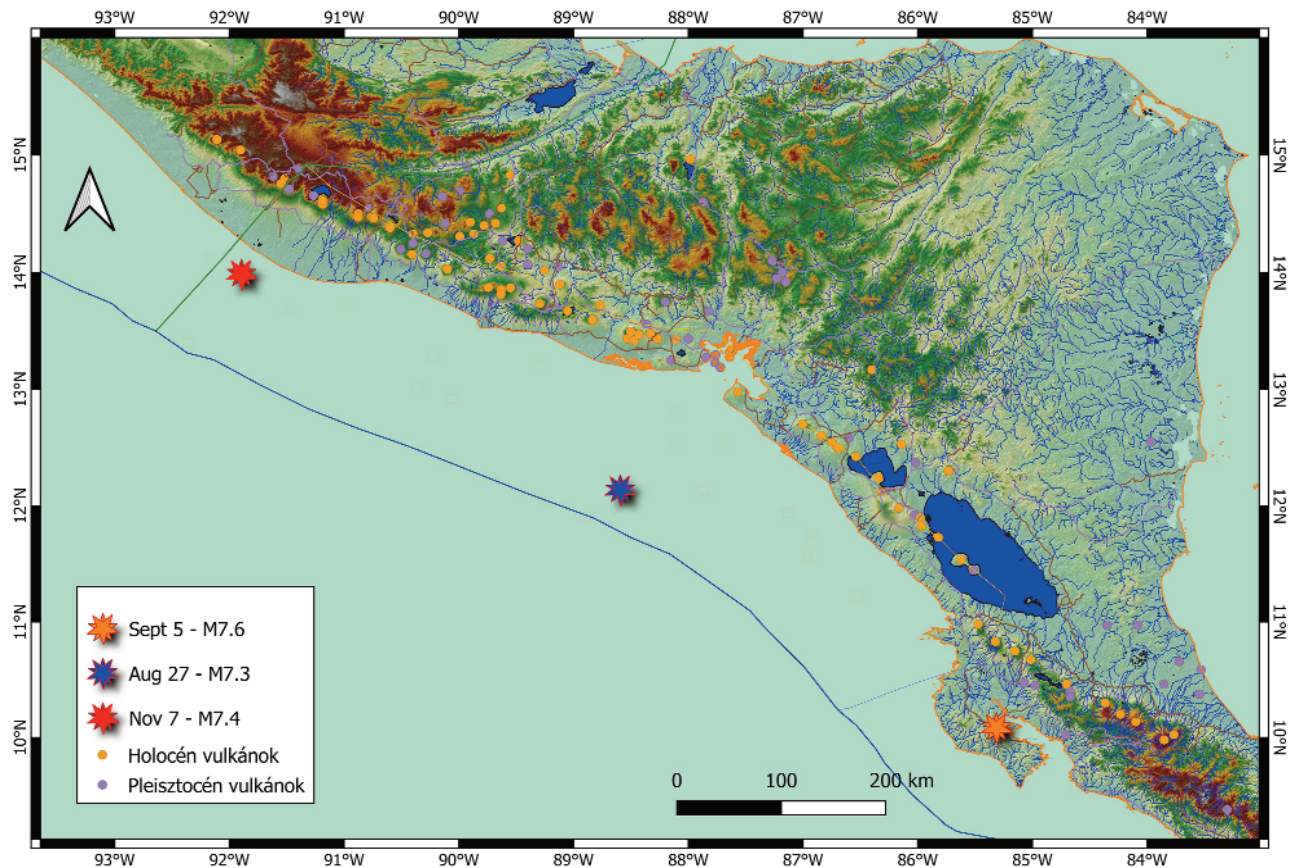 93°W 92°W 91°W 90°W 89°W 88°W 87°W 86°W 85°W 84°W
15°N 15°N
14°N 14°N
13°N 13°N
12°N 12°N
11°N 11°N
10°N 10°N
Sept 5 - M7.6
Aug 27 - M7.3
Nov 7 - M7.4
Holocén vulkánok
Pleisztocén vulkánok
0 100 200 km
93°W 92°W 91°W 90°W 89°W 88°W 87°W 86°W 85°W 84°W